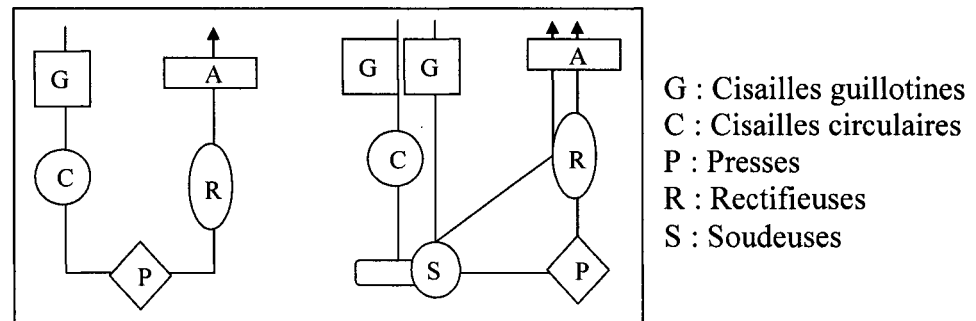 G
A
G
G
A
C
R
C
R
P
S
P
G : Cisailles guillotines
C : Cisailles circulaires
P : Presses
R : Rectifieuses
S : Soudeuses